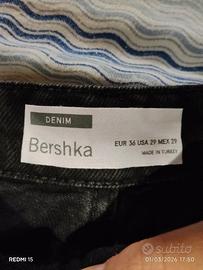 DENIM
Bershka
EUR 36 USA 29 MEX 29
MADE IN TURKEY
REDMI 15
01/03/2026 17:50
subito